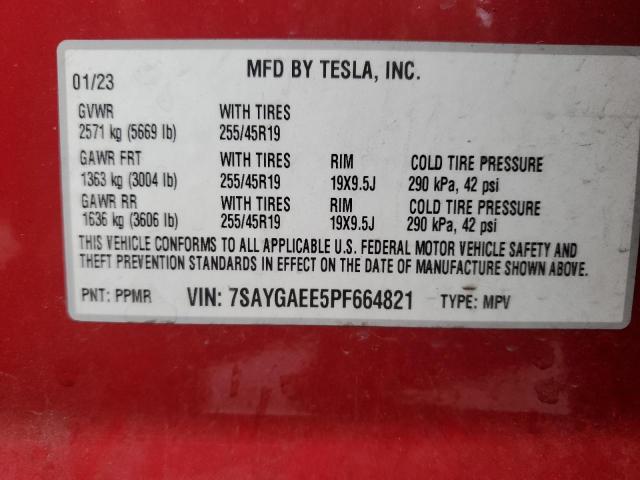 MFD BY TESLA, INC.
01/23
GVWR WITH TIRES
2571 kg (5669 lb) 255/45R19
GAWR FRT WITH TIRES RIM COLD TIRE PRESSURE
1363 kg (3004 lb) 255/45R19 19X9.5J 290 kPa, 42 psi
GAWR RR WITH TIRES RIM COLD TIRE PRESSURE
1636 kg (3606 lb) 255/45R19 19X9.5J 290 kPa, 42 psi
THIS VEHICLE CONFORMS TO ALL APPLICABLE U.S. FEDERAL MOTOR VEHICLE SAFETY AND
THEFT PREVENTION STANDARDS IN EFFECT ON THE DATE OF MANUFACTURE SHOWN ABOVE.
PNT: PPMR VIN: 7SAYGAEE5PF664821 TYPE: MPV